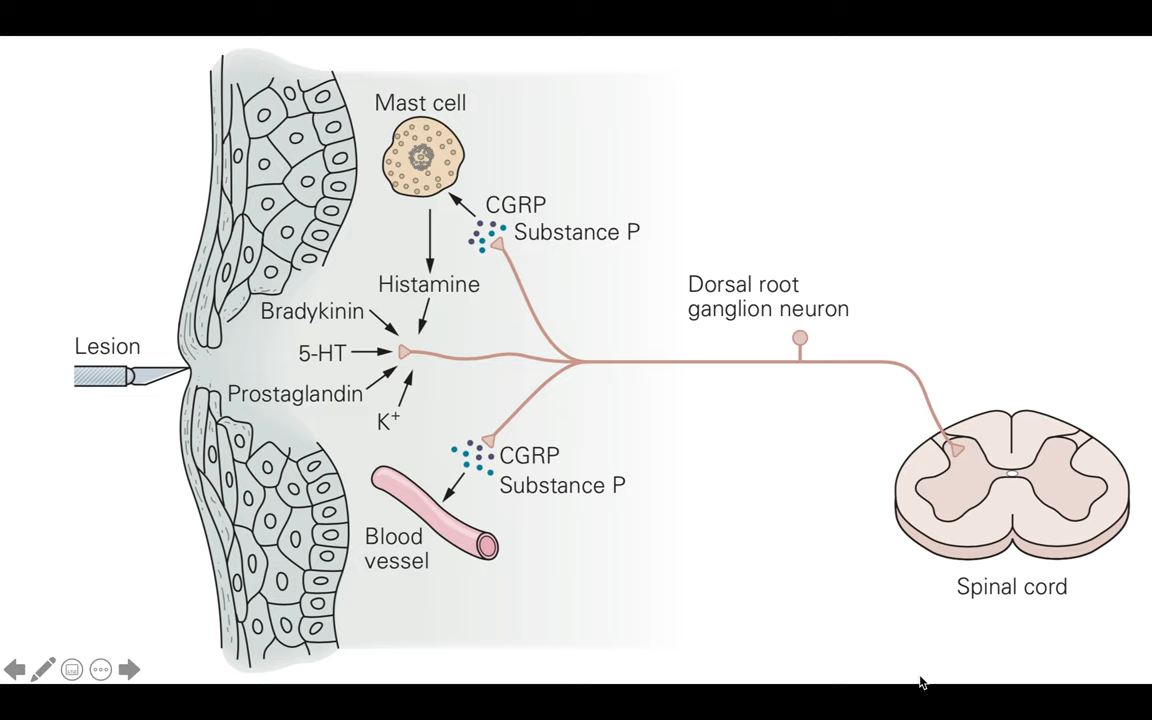 Mast cell
CGRP
Substance P
Histamine
Bradykinin
5-HT
Prostaglandin
K⁺
Lesion
Dorsal root
ganglion neuron
CGRP
Substance P
Blood
vessel
Spinal cord